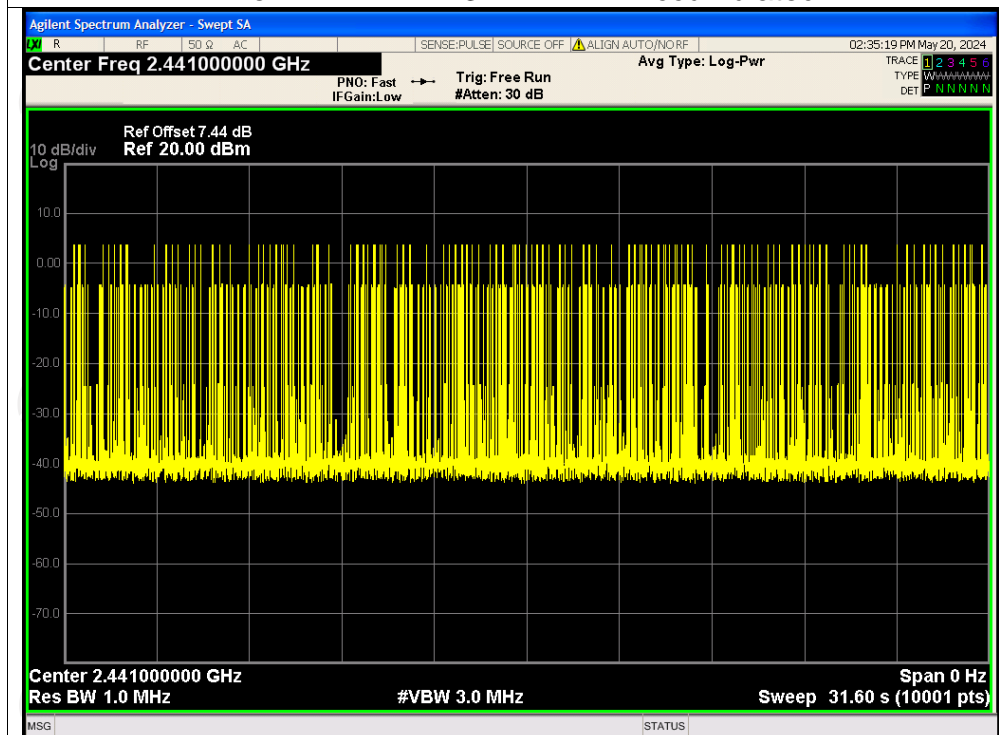 Agilent Spectrum Analyzer - Swept SA
LXI R RF 50 Ω AC SENSE:PULSE SOURCE OFF ALIGN AUTO/NO RF 02:35:19 PM May 20, 2024
Center Freq 2.441000000 GHz Avg Type: Log-Pwr TRACE 1 2 3 4 5 6
PNO: Fast Trig: Free Run TYPE W
IFGain:Low #Atten: 30 dB DET P N N N N N
Ref Offset 7.44 dB
10 dB/div Ref 20.00 dBm
Log
10.0
0.00
-10.0
-20.0
-30.0
-40.0
-50.0
-60.0
-70.0
Center 2.441000000 GHz Span 0 Hz
Res BW 1.0 MHz #VBW 3.0 MHz Sweep 31.60 s (10001 pts)
MSG STATUS